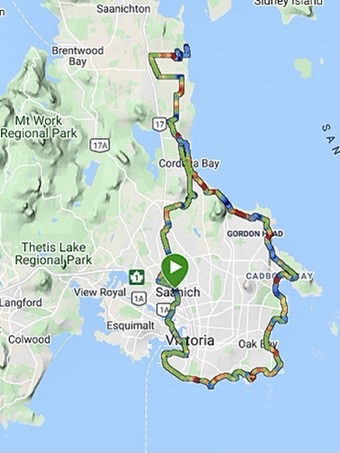 Saanichton
Sidney Island
Brentwood
Bay
Mt Work
Regional Park
17
17A
SAN
Cordova Bay
GORDON HEAD
Thetis Lake
Regional Park
CADBORO BAY
1
View Royal
1A
Saanich
Langford
1A
Esquimalt
Colwood
Victoria
Oak Bay